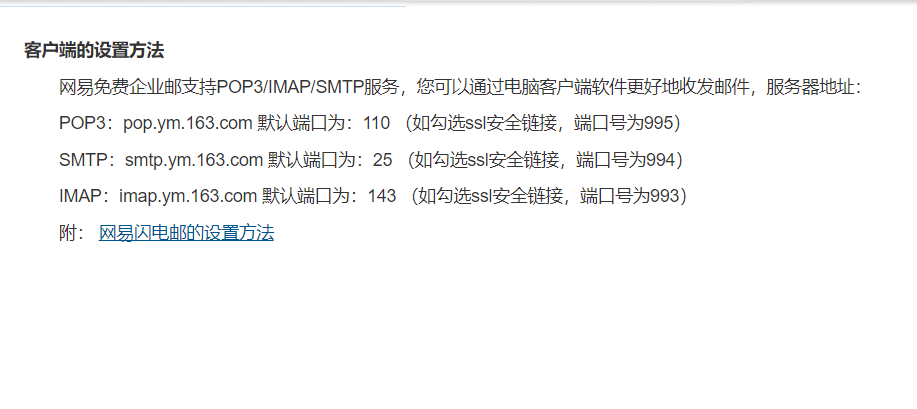 客户端的设置方法
网易免费企业邮支持POP3/IMAP/SMTP服务，您可以通过电脑客户端软件更好地收发邮件，服务器地址：
POP3：pop.ym.163.com 默认端口为：110 （如勾选ssl安全链接，端口号为995）
SMTP：smtp.ym.163.com 默认端口为：25 （如勾选ssl安全链接，端口号为994）
IMAP：imap.ym.163.com 默认端口为：143 （如勾选ssl安全链接，端口号为993）
附： 网易闪电邮的设置方法